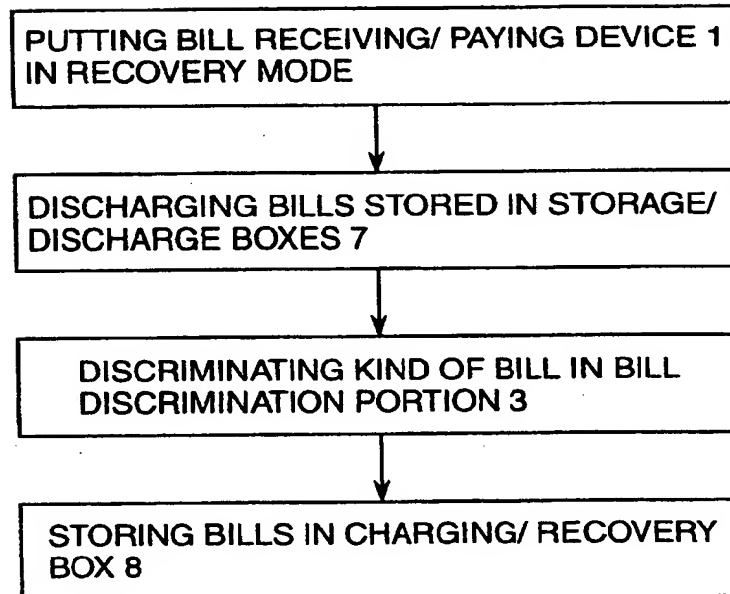 PUTTING BILL RECEIVING/ PAYING DEVICE 1
IN RECOVERY MODE
DISCHARGING BILLS STORED IN STORAGE/
DISCHARGE BOXES 7
DISCRIMINATING KIND OF BILL IN BILL
DISCRIMINATION PORTION 3
STORING BILLS IN CHARGING/ RECOVERY
BOX 8